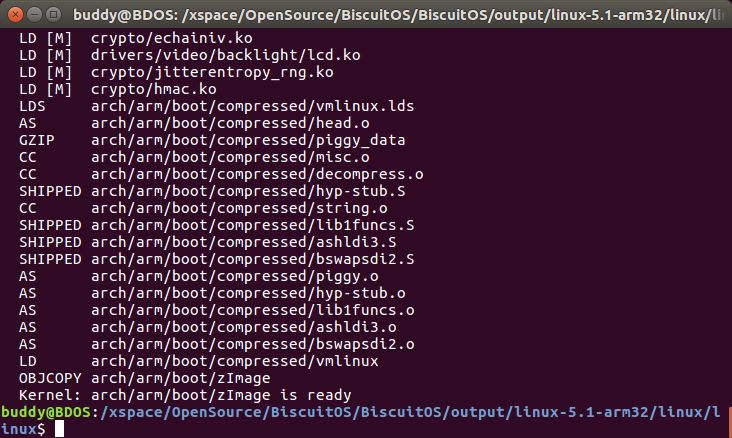 buddy@BDOS: /xspace/OpenSource/BiscuitOS/BiscuitOS/output/linux-5.1-arm32/linux/li
LD [M]  crypto/echainiv.ko
LD [M]  drivers/video/backlight/lcd.ko
LD [M]  crypto/jitterentropy_rng.ko
LD [M]  crypto/hmac.ko
LDS     arch/arm/boot/compressed/vmlinux.lds
AS      arch/arm/boot/compressed/head.o
GZIP    arch/arm/boot/compressed/piggy_data
CC      arch/arm/boot/compressed/misc.o
CC      arch/arm/boot/compressed/decompress.o
SHIPPED arch/arm/boot/compressed/hyp-stub.S
CC      arch/arm/boot/compressed/string.o
SHIPPED arch/arm/boot/compressed/lib1funcs.S
SHIPPED arch/arm/boot/compressed/ashldi3.S
SHIPPED arch/arm/boot/compressed/bswapsdi2.S
AS      arch/arm/boot/compressed/piggy.o
AS      arch/arm/boot/compressed/hyp-stub.o
AS      arch/arm/boot/compressed/lib1funcs.o
AS      arch/arm/boot/compressed/ashldi3.o
AS      arch/arm/boot/compressed/bswapsdi2.o
LD      arch/arm/boot/compressed/vmlinux
OBJCOPY arch/arm/boot/zImage
Kernel: arch/arm/boot/zImage is ready
buddy@BDOS:/xspace/OpenSource/BiscuitOS/BiscuitOS/output/linux-5.1-arm32/linux/l
inux$